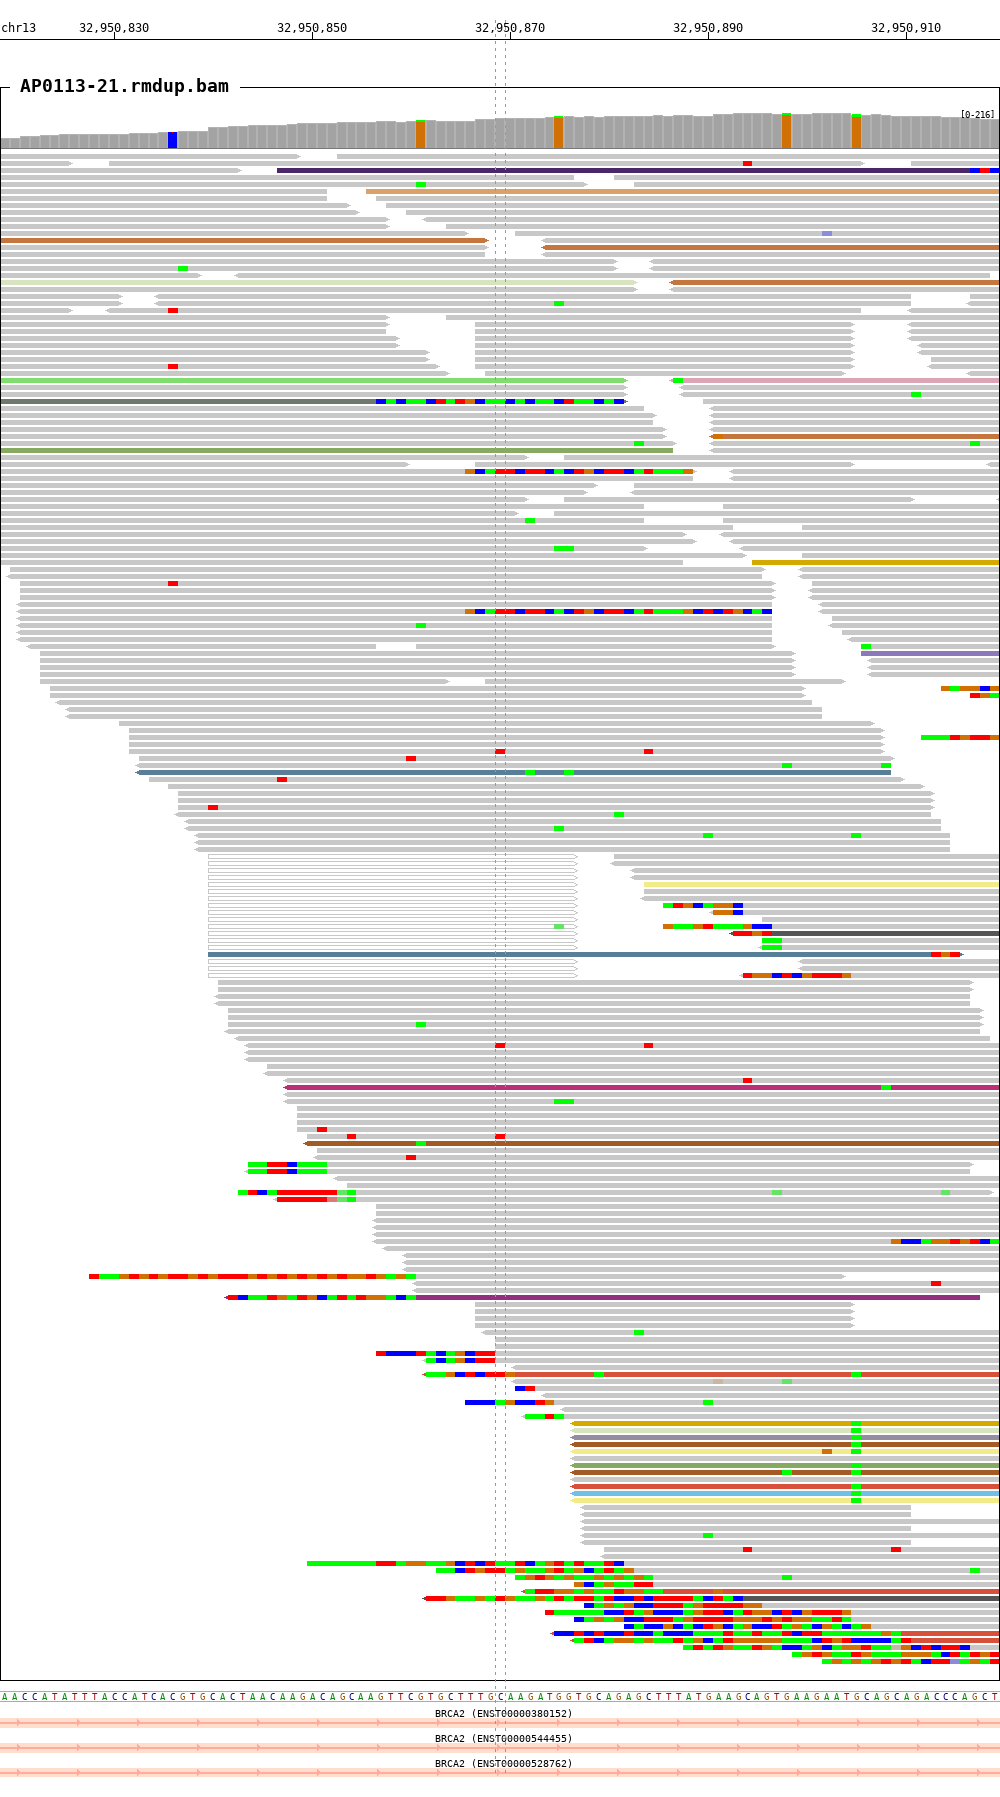 chr13 32,950,830 32,950,850 32,950,870 32,950,890 32,950,910
AP0113-21.rmdup.bam
[0-216]
A A C C A T A T T T A C C A T C A C G T G C A C T A A C A A G A C A G C A A G T T C G T G C T T T G C A A G A T G G T G C A G A G C T T T A T G A A G C A G T G A A G A A T G C A G C A G A C C C A G C T
BRCA2 (ENST00000380152)
BRCA2 (ENST00000544455)
BRCA2 (ENST00000528762)